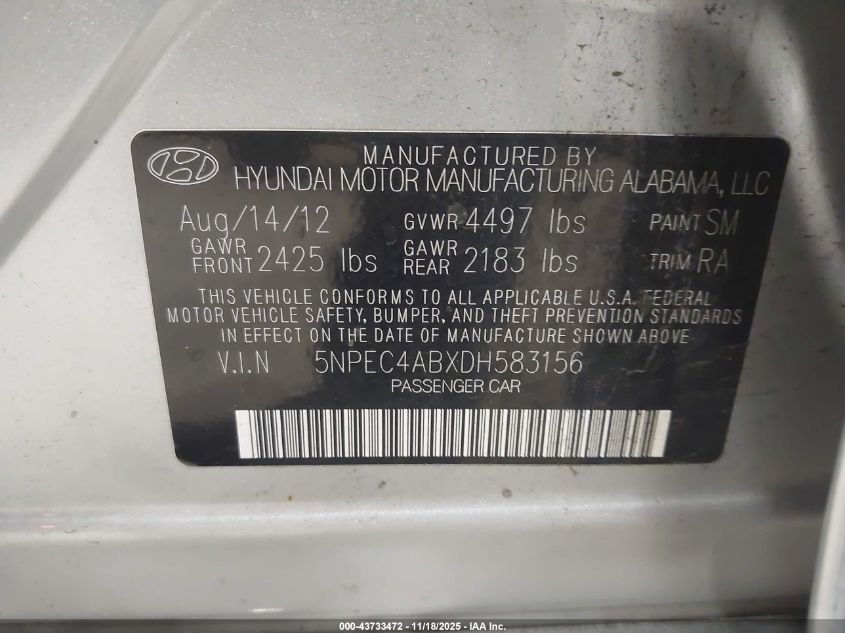 MANUFACTURED BY
HYUNDAI MOTOR MANUFACTURING ALABAMA, LLC
Aug/14/12 GVWR 4497 lbs PAINT SM
GAWR FRONT 2425 lbs GAWR REAR 2183 lbs TRIM RA
THIS VEHICLE CONFORMS TO ALL APPLICABLE U.S.A. FEDERAL
MOTOR VEHICLE SAFETY, BUMPER, AND THEFT PREVENTION STANDARDS
IN EFFECT ON THE DATE OF MANUFACTURE SHOWN ABOVE
V.I.N 5NPEC4ABXDH583156
PASSENGER CAR
000-43733472 - 11/18/2025 - IAA Inc.